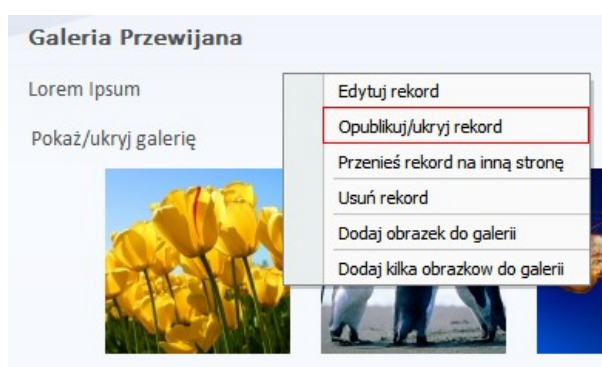 Galeria Przewijana
Lorem Ipsum
Pokaż/ukryj galerię
Edytuj rekord
Opublikuj/ukryj rekord
Przenieś rekord na inną stronę
Usuń rekord
Dodaj obrazek do galerii
Dodaj kilka obrazkow do galerii